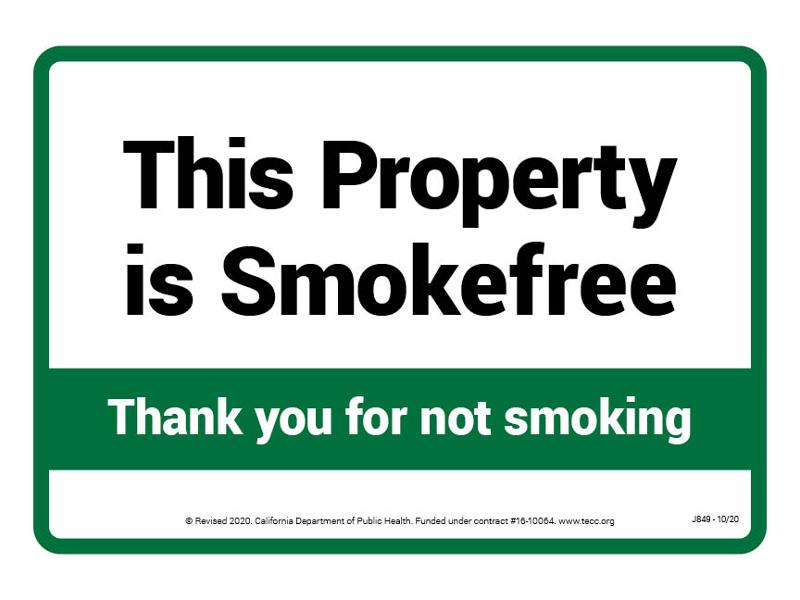 This Property
is Smokefree
Thank you for not smoking
© Revised 2020. California Department of Public Health. Funded under contract #16-10064. www.tecc.org
J849 - 10/20